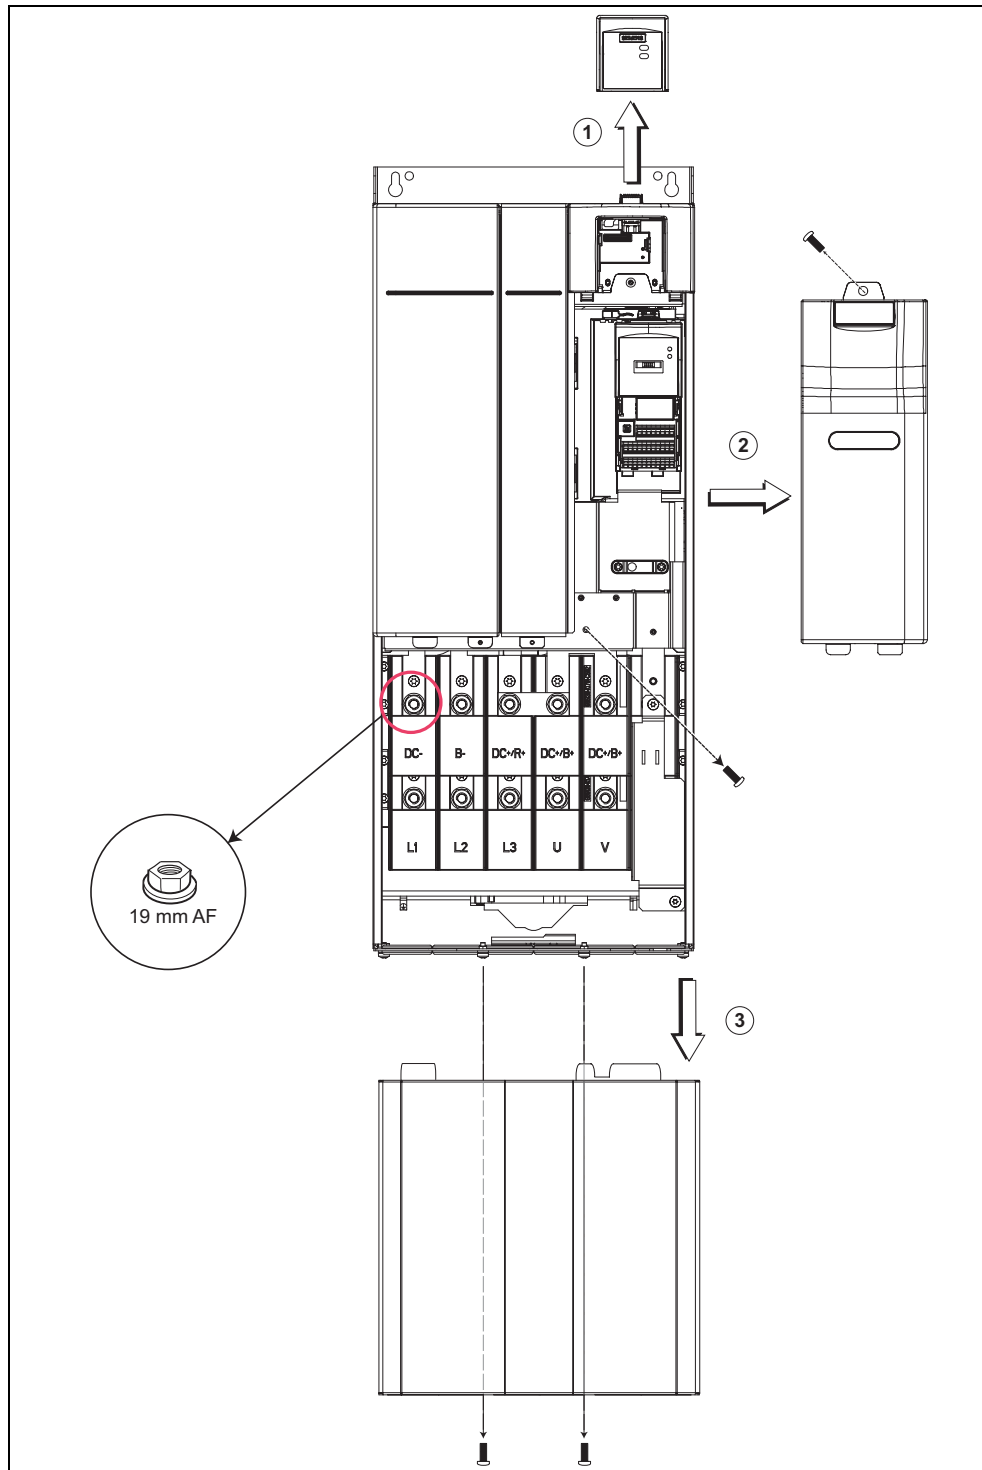 1
2
DC- B- DC+/R+ DC+/B+ DC+/B+
L1 L2 L3 U V
19 mm AF
3